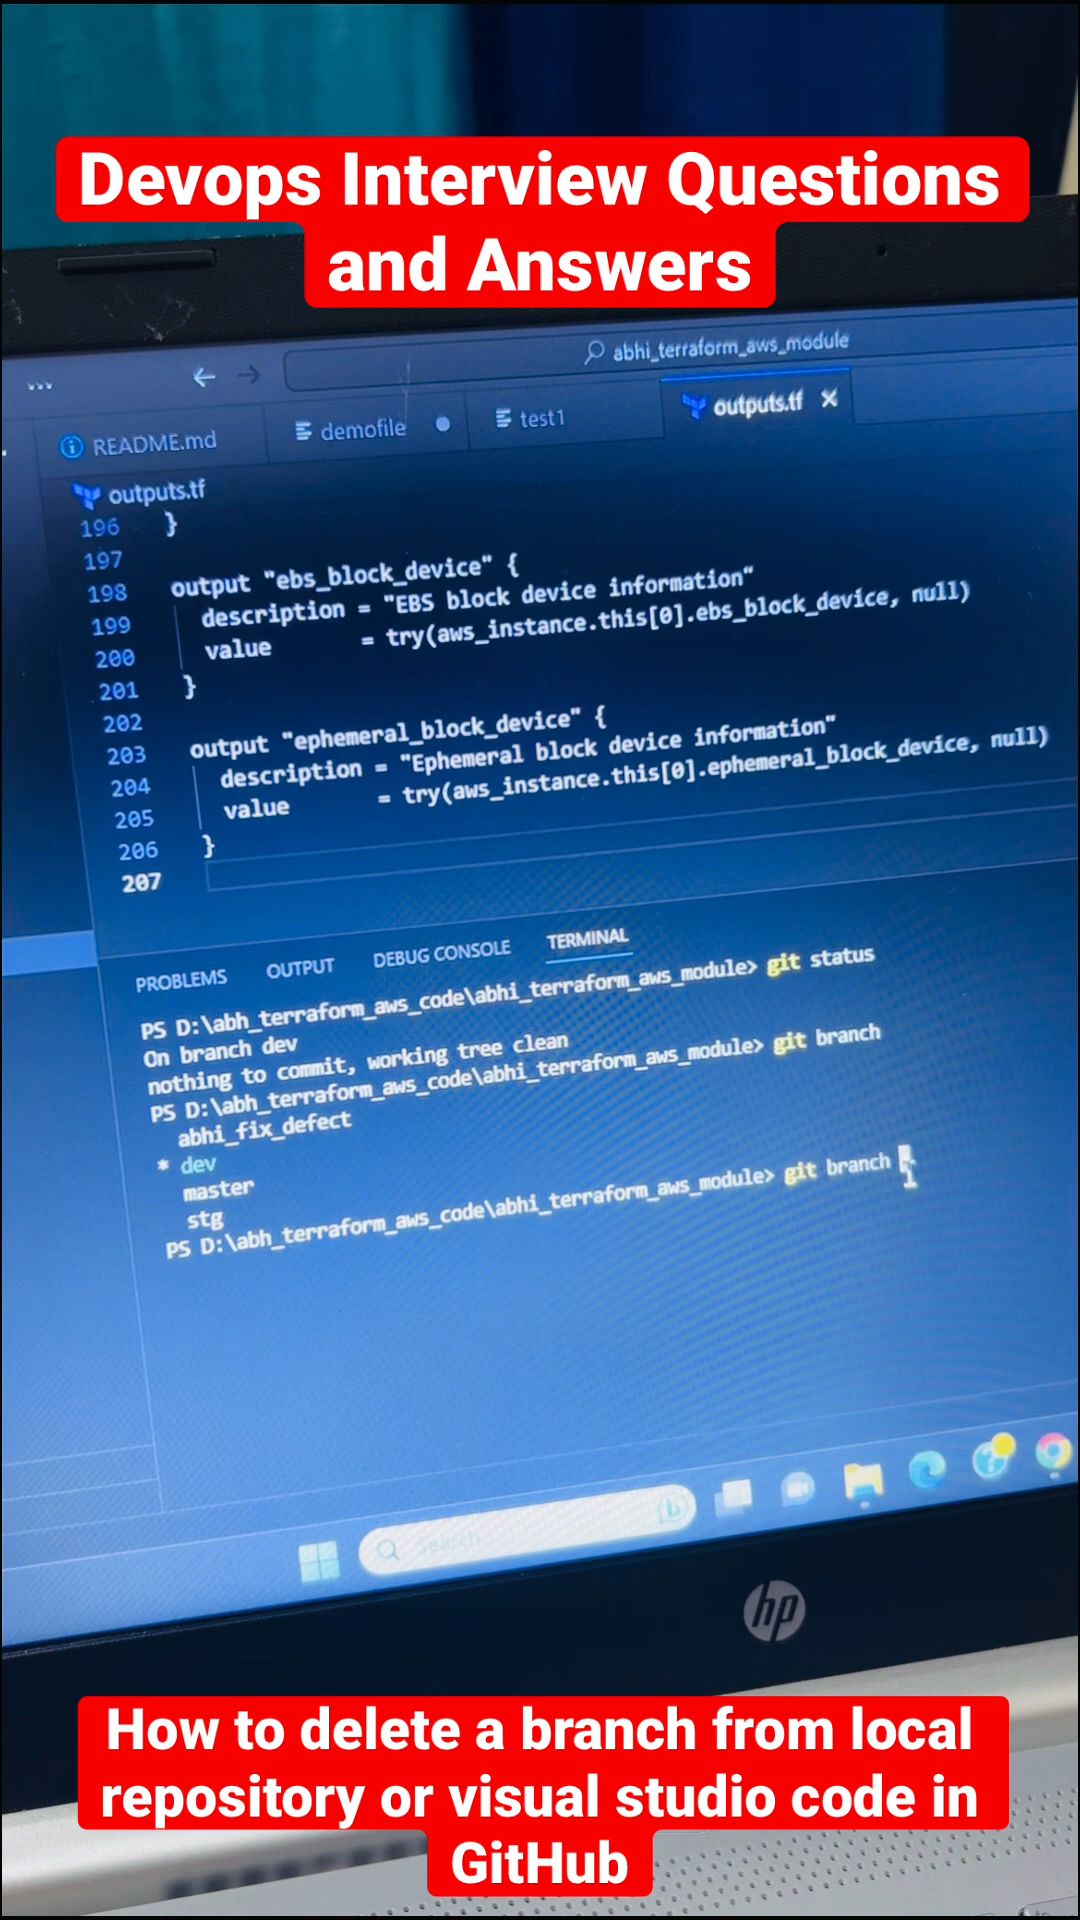 Devops Interview Questions
and Answers
abhi_terraform_aws_module
README.md
demofile
test1
outputs.tf
outputs.tf
196 }
197
198 output "ebs_block_device" {
199 description = "EBS block device information"
200 value = try(aws_instance.this[0].ebs_block_device, null)
201 }
202
203 output "ephemeral_block_device" {
204 description = "Ephemeral block device information"
205 value = try(aws_instance.this[0].ephemeral_block_device, null)
206 }
207
PROBLEMS OUTPUT DEBUG CONSOLE TERMINAL
PS D:\abh_terraform_aws_code\abhi_terraform_aws_module> git status
On branch dev
nothing to commit, working tree clean
PS D:\abh_terraform_aws_code\abhi_terraform_aws_module> git branch
abhi_fix_defect
* dev
master
stg
PS D:\abh_terraform_aws_code\abhi_terraform_aws_module> git branch
Search
hp
How to delete a branch from local
repository or visual studio code in
GitHub